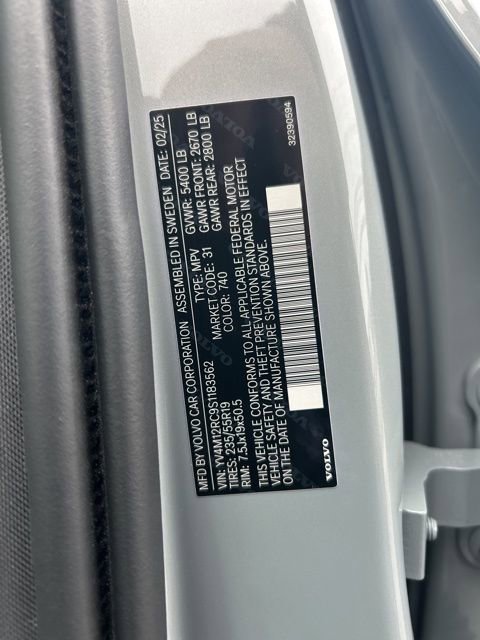 MFD BY VOLVO CAR CORPORATION ASSEMBLED IN SWEDEN DATE: 02/25
GVWR: 5400 LB
GAWR FRONT: 2670 LB
GAWR REAR: 2800 LB
VIN: YV4M12RC9S1183562 TYPE: MPV
TIRES: 235/55R19 MARKET CODE: 31
RIM: 7.5Jx19x50.5 COLOR: 740
THIS VEHICLE CONFORMS TO ALL APPLICABLE FEDERAL MOTOR
VEHICLE SAFETY AND THEFT PREVENTION STANDARDS IN EFFECT
ON THE DATE OF MANUFACTURE SHOWN ABOVE.
VOLVO
32390594